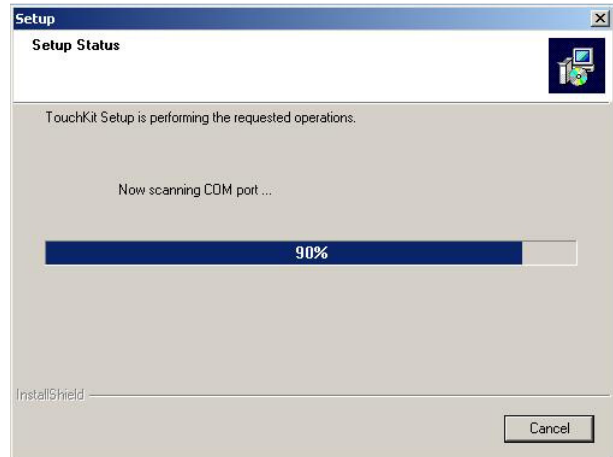 Setup
Setup Status
TouchKit Setup is performing the requested operations.
Now scanning COM port ...
90%
InstallShield
Cancel